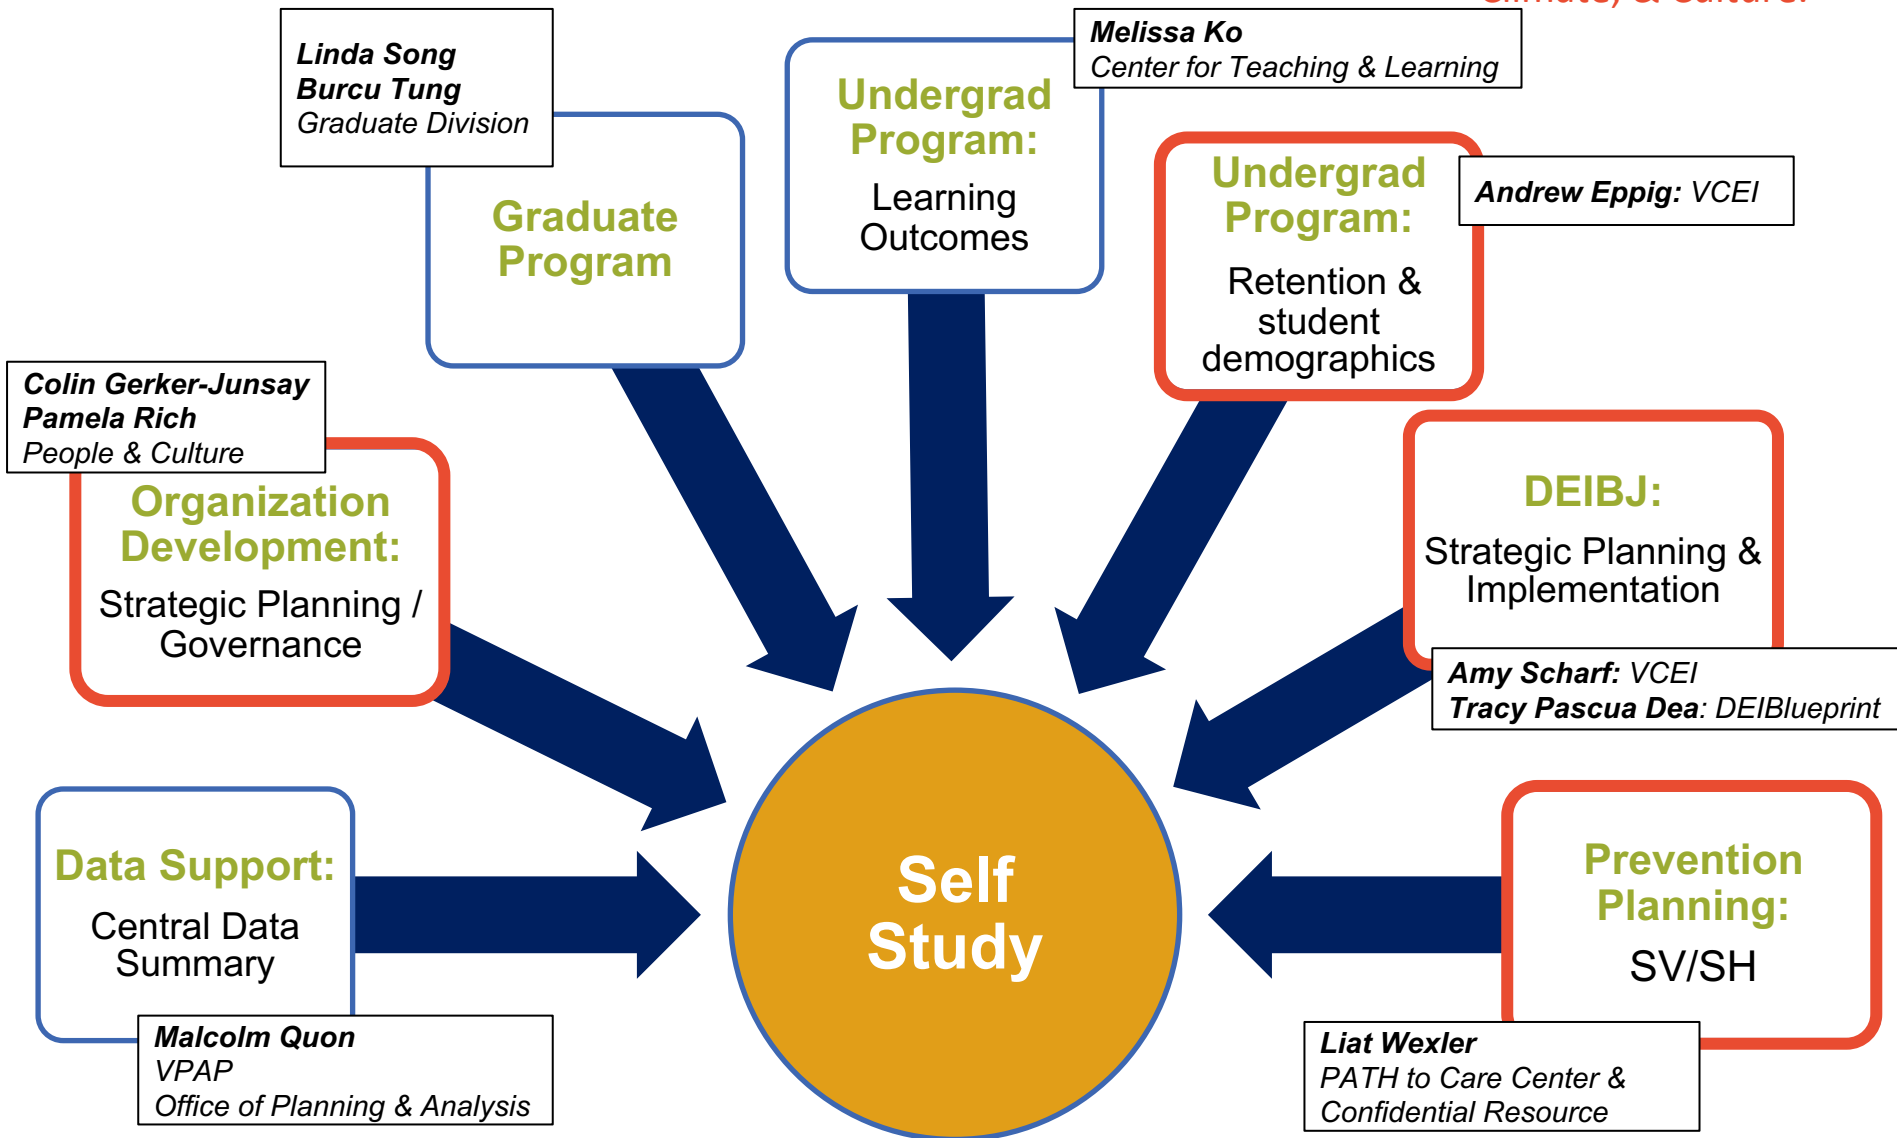 Climate, & Culture.
Linda Song
Burcu Tung
Graduate Division
Graduate
Program
Melissa Ko
Center for Teaching & Learning
Undergrad
Program:
Learning
Outcomes
Andrew Eppig: VCEI
Undergrad
Program:
Retention &
student
demographics
Colin Gerker-Junsay
Pamela Rich
People & Culture
Organization
Development:
Strategic Planning /
Governance
DEIBJ:
Strategic Planning &
Implementation
Amy Scharf: VCEI
Tracy Pascua Dea: DEIBlueprint
Data Support:
Central Data
Summary
Malcolm Quon
VPAP
Office of Planning & Analysis
Self
Study
Prevention
Planning:
SV/SH
Liat Wexler
PATH to Care Center &
Confidential Resource